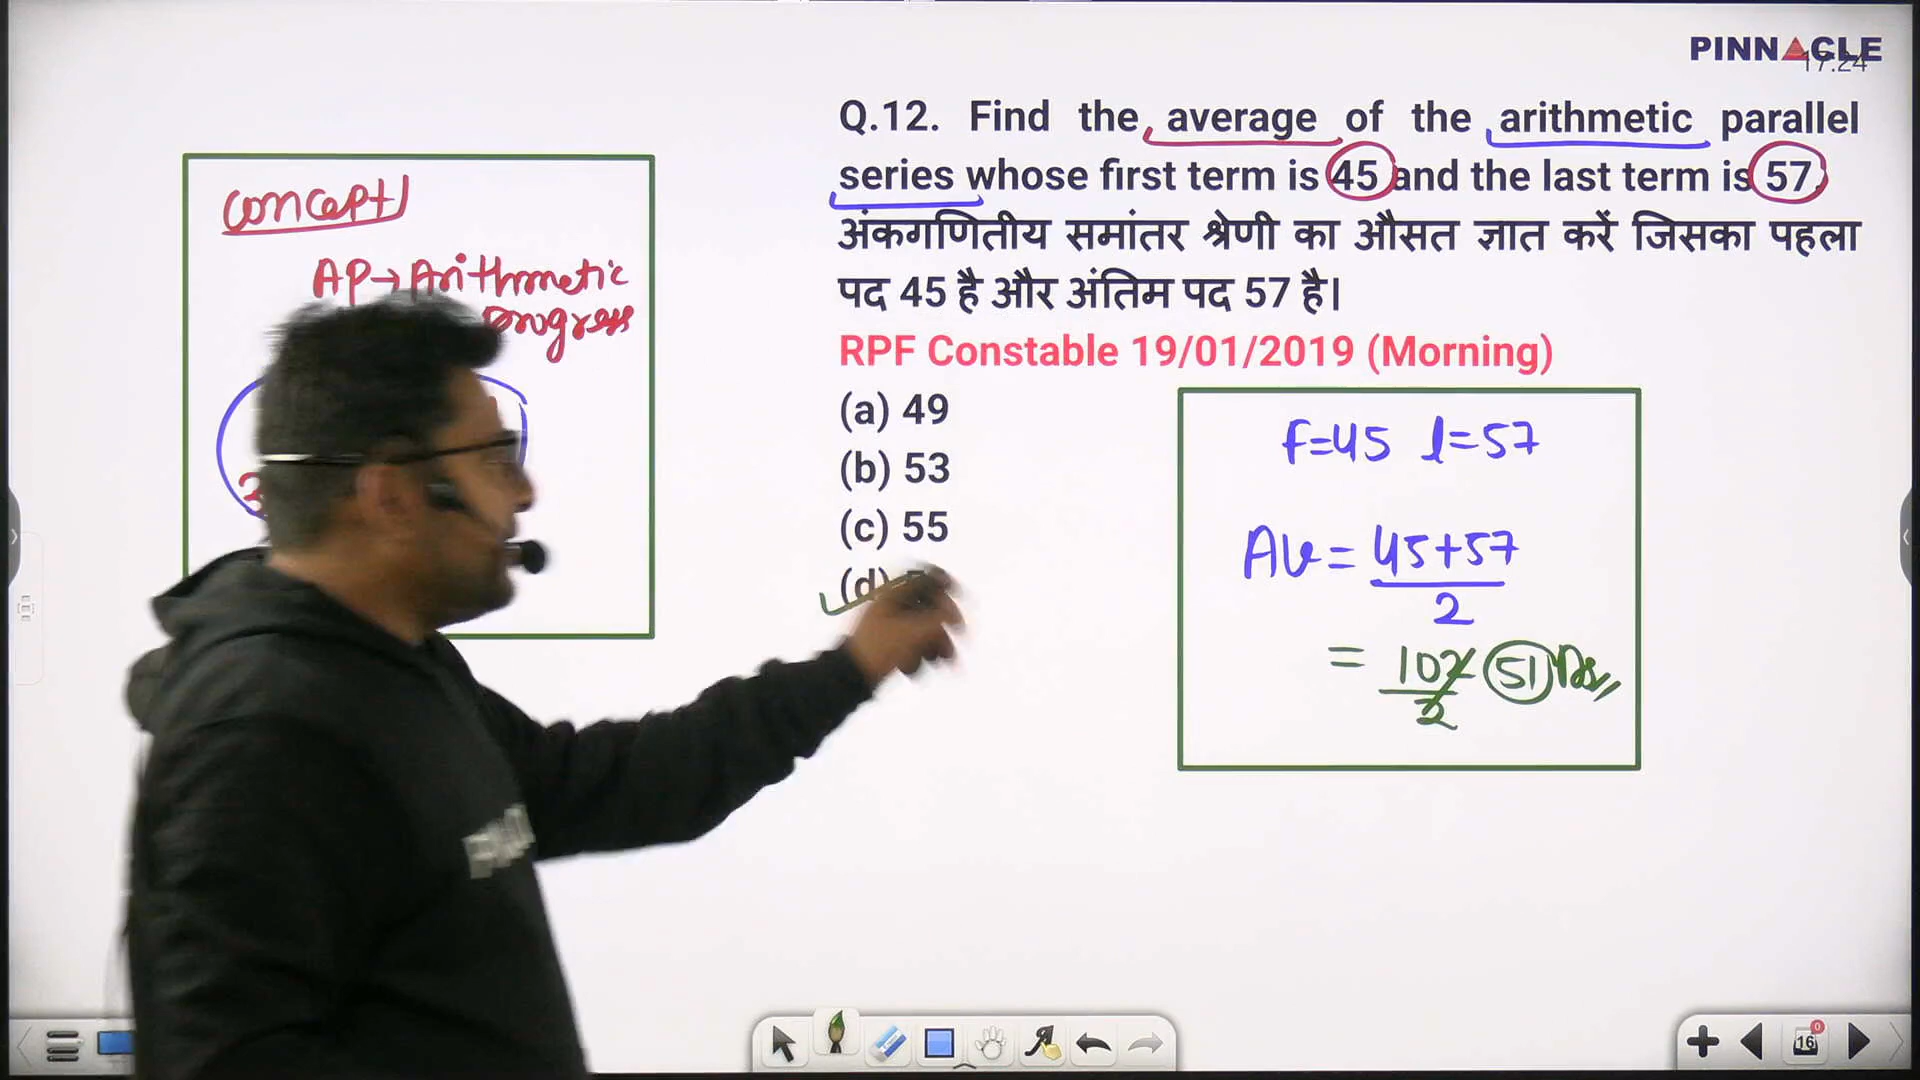 PINNACLE
17:24
Q.12. Find the average of the arithmetic parallel
series whose first term is 45 and the last term is 57.
अंकगणितीय समांतर श्रेणी का औसत ज्ञात करें जिसका पहला
पद 45 है और अंतिम पद 57 है।
RPF Constable 19/01/2019 (Morning)
(a) 49
(b) 53
(c) 55
(d)
concept
AP→Arithmetic
progress
F=45 l=57
Av = 45+57
2
= 102 51 Ans
2
16
0